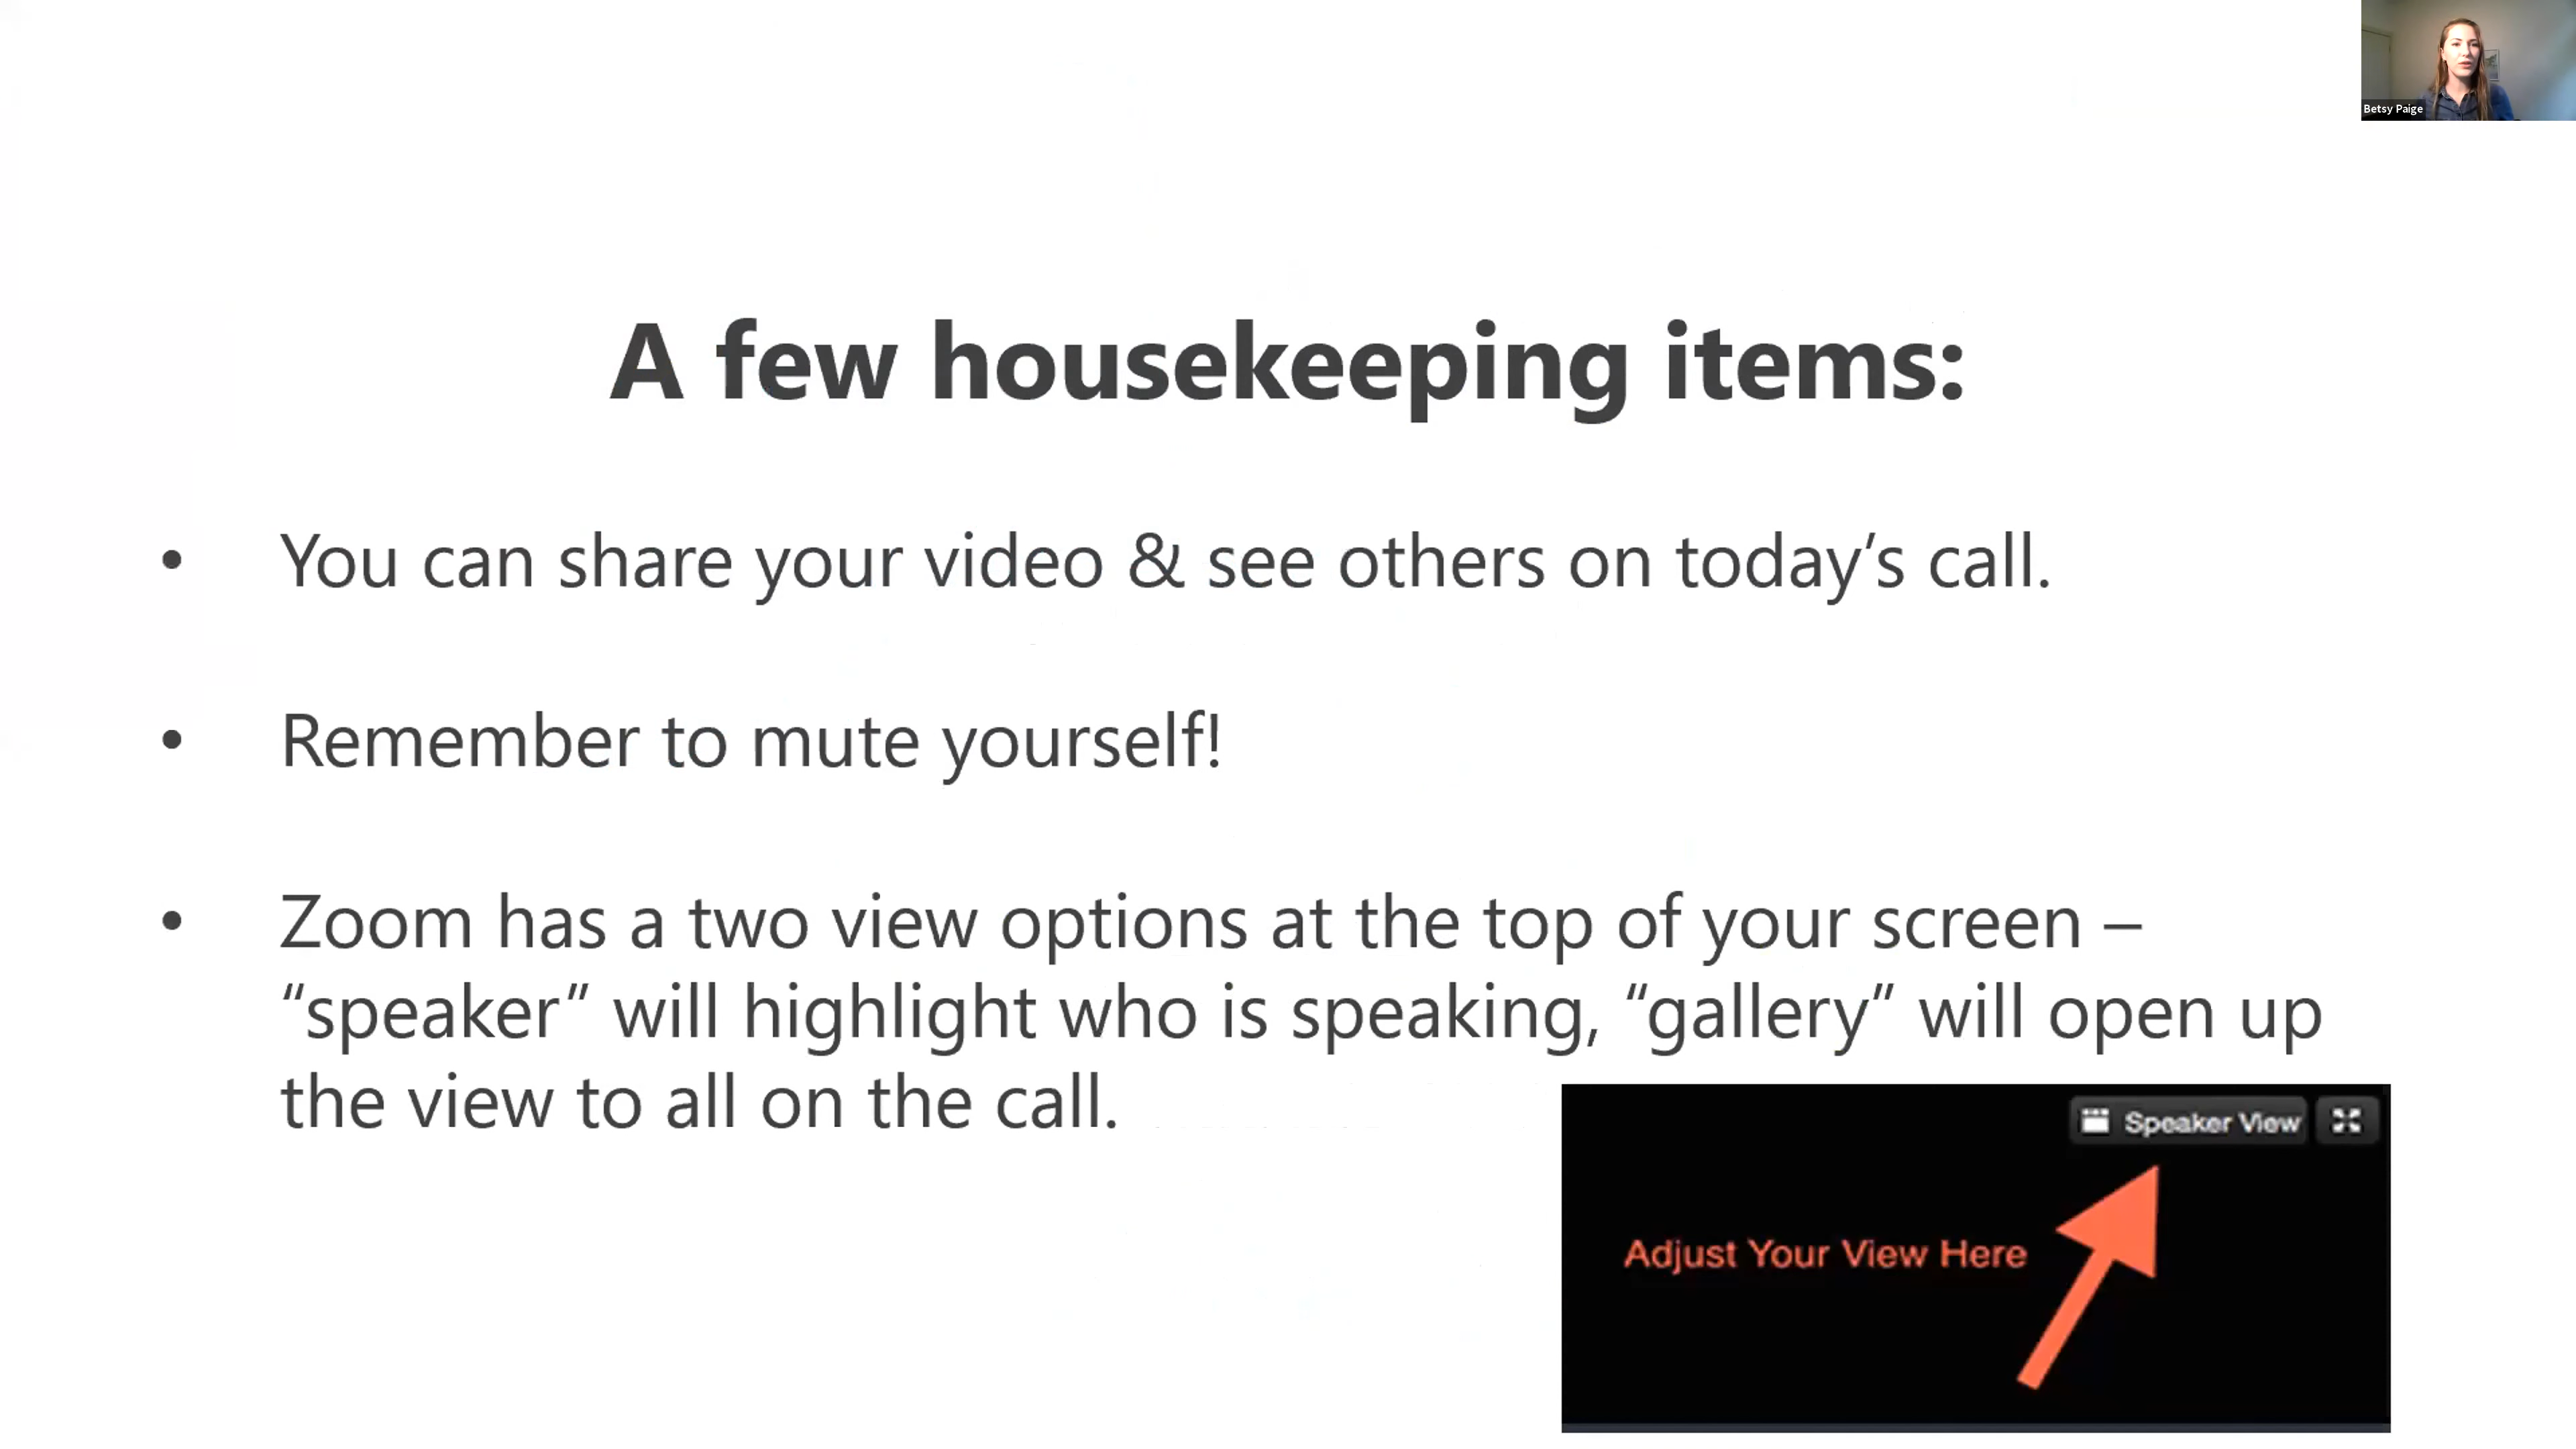 Betsy Paige
A few housekeeping items:
• You can share your video & see others on today’s call.
• Remember to mute yourself!
• Zoom has a two view options at the top of your screen –
“speaker” will highlight who is speaking, “gallery” will open up
the view to all on the call.
Speaker View
Adjust Your View Here